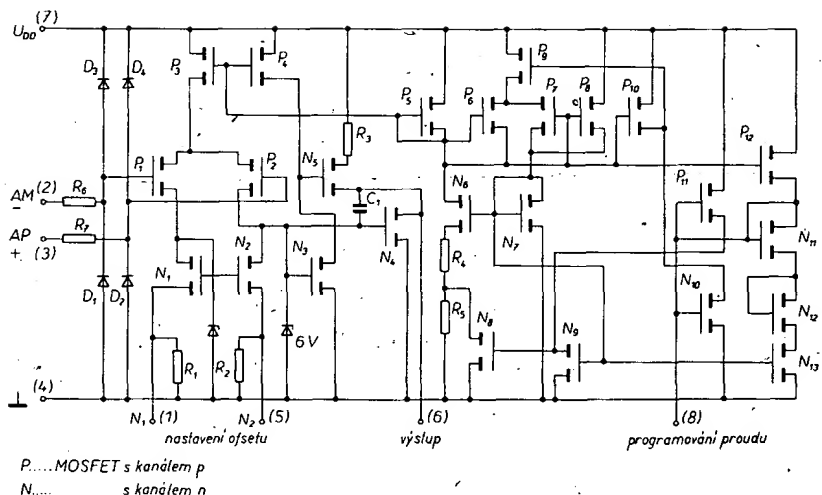 (7)
U_DD
D3 D4
P3 P4
P9
P5 P6 P7 P8 P10
R3
P12
P1 P2
N5
P11
AM (2)
−
R6
C1
N6
N7
N11
AP
+ (3)
R7
N1 N2 N3
N4
R4
N10
D1 D2
6V
R5
N8 N9
N12
R1 R2
N13
(4)
N1 (1) N2 (5) (6) (8)
nastavení ofsetu výstup programování proudu
P.....MOSFET s kanálem p
N..... s kanálem n